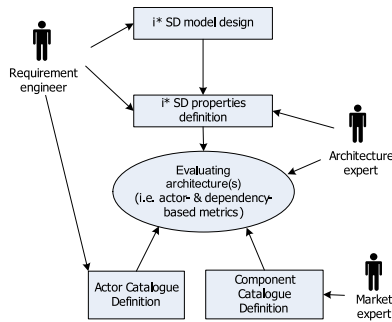 i* SD model design
Requirement
engineer
i* SD properties
definition
Architecture
expert
Evaluating
architecture(s)
(i.e. actor- & dependency-
based metrics)
Actor Catalogue
Definition
Component
Catalogue
Definition
Market
expert